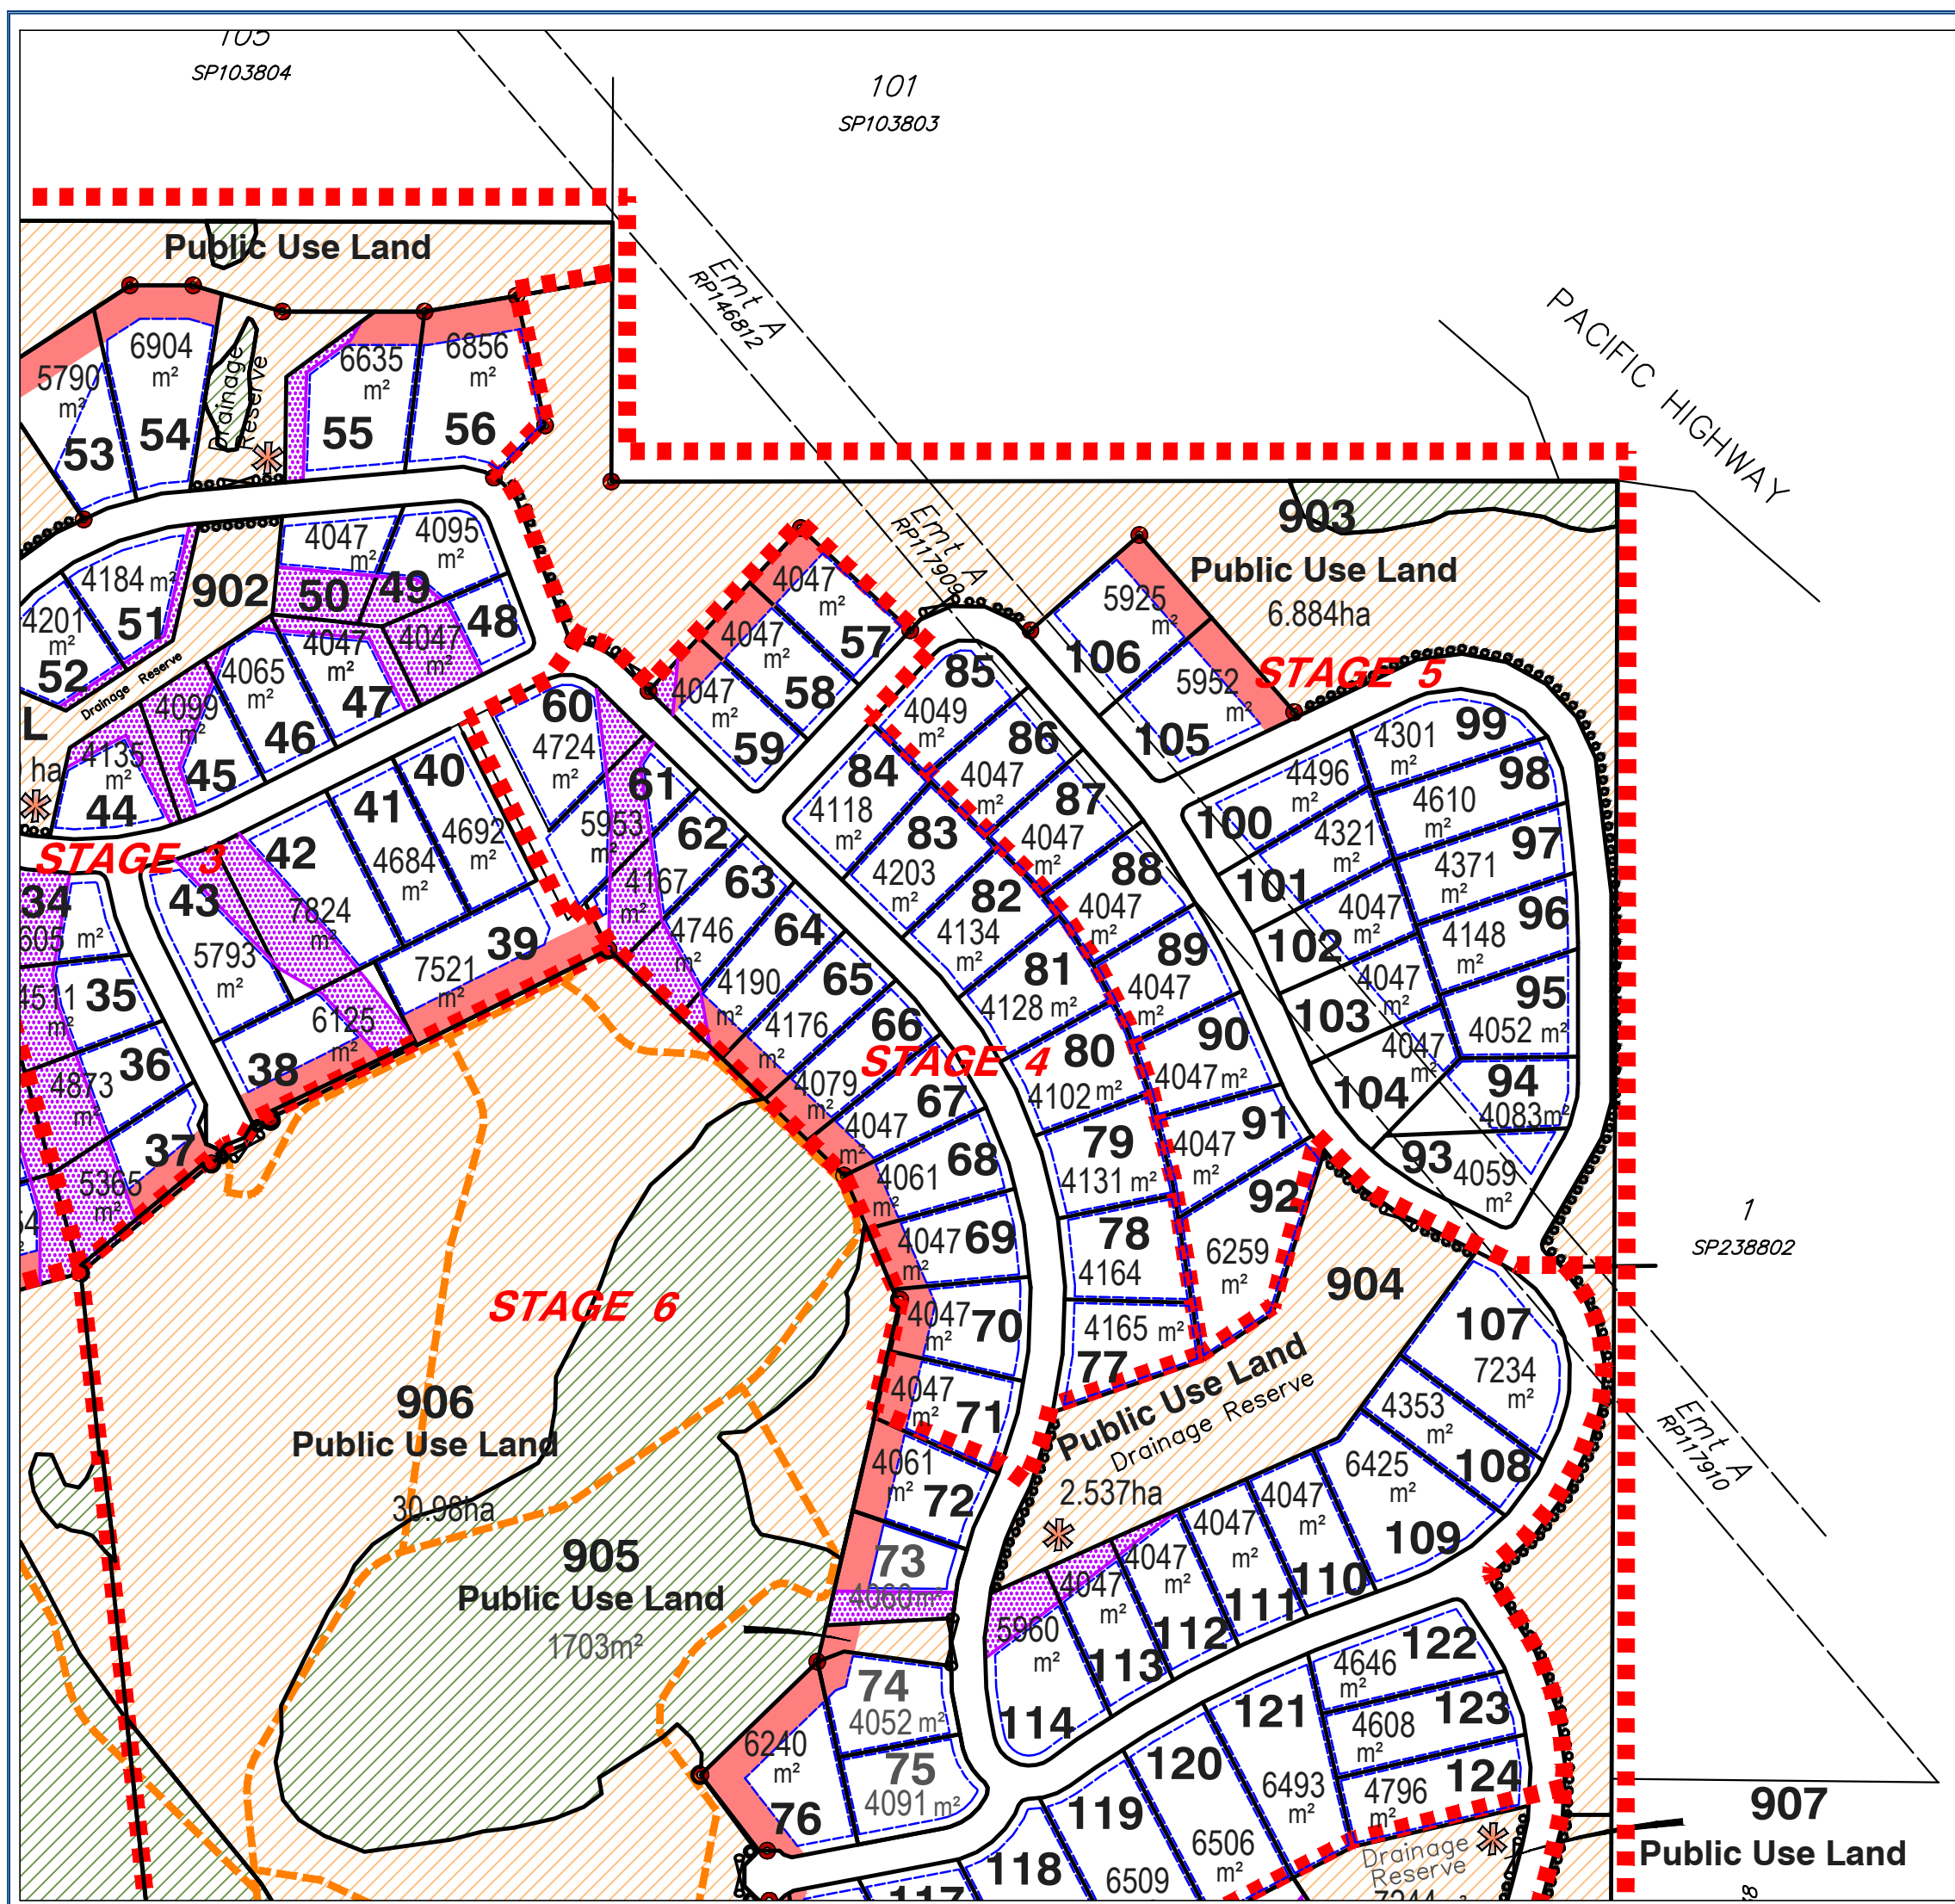 105
SP103804
101
SP103803
Public Use Land
Emt A
RP146812
PACIFIC HIGHWAY
6904
m²
54
5790
m²
53
Drainage
Reserve
6635
m²
55
6856
m²
56
903
Public Use Land
6.884ha
Emt A
RP117909
4047
m²
50
4095
m²
49
4184 m²
51
902
4201
m²
52
Drainage Reserve
48
4047
m²
4047
m²
47
4065
m²
46
4099
m²
45
4135
m²
44
L
ha
4047
m²
57
4047
m²
58
4047
m²
59
5925
m²
106
5952
m²
105
STAGE 5
60
4724
m²
61
5953
m²
62
4167
m²
63
4746
m²
64
4190
m²
65
4176
m²
66
4079
m²
67
4047
m²
68
4061
m²
69
4047
m²
70
4047
m²
71
4047
m²
72
4061
m²
73
4060m²
74
4052 m²
75
4091 m²
76
6240
m²
85
4049
m²
86
4047
m²
87
4047
m²
88
4047
m²
89
4047
m²
90
4047 m²
91
4047
m²
92
6259
m²
84
4118
m²
83
4203
m²
82
4134
m²
81
4128 m²
80
4102 m²
79
4131 m²
78
4164
77
4165 m²
99
4301
m²
98
4610
m²
97
4371
m²
96
4148
m²
95
4052 m²
94
4083m²
93
4059
m²
100
4496
m²
101
4321
m²
102
4047
m²
103
4047
m²
104
4047
m²
STAGE 3
STAGE 4
40
4692
m²
41
4684
m²
42
7824
m²
43
5793
m²
39
7521
m²
38
6125
m²
34
605 m²
35
4511
m²
36
4873
m²
37
5365
m²
54
STAGE 6
906
Public Use Land
30.98ha
905
Public Use Land
1703m²
904
Public Use Land
Drainage Reserve
2.537ha
1
SP238802
Emt A
RP117910
107
7234
m²
108
4353
m²
109
6425
m²
110
4047
m²
111
4047
m²
112
4047
m²
113
4047
m²
114
5960
m²
122
4646
m²
123
4608
m²
124
4796
m²
121
6493
m²
120
6506
m²
119
6509
118
117
Drainage
Reserve
7244
907
Public Use Land
8